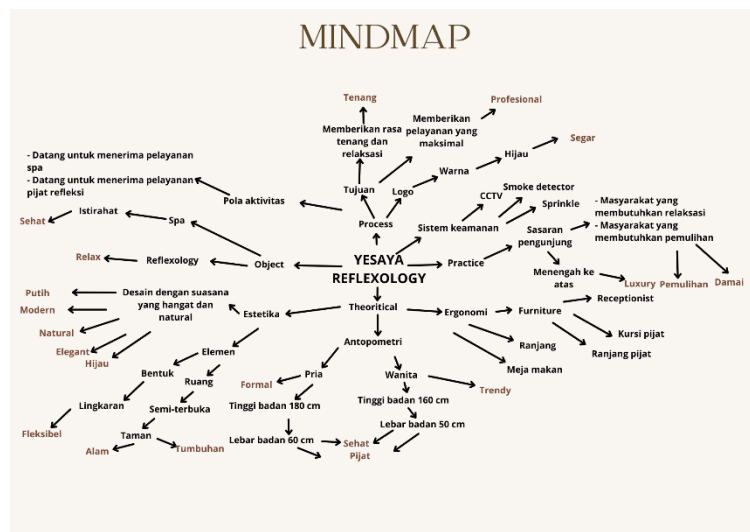 MINDMAP
Tenang
Profesional
Memberikan rasa
tenang dan
relaksasi
Memberikan
pelayanan yang
maksimal
Segar
Hijau
Warna
Logo
Tujuan
Process
- Datang untuk menerima pelayanan
spa
- Datang untuk menerima pelayanan
pijat refleksi
Pola aktivitas
Sehat
Istirahat
Spa
Relax
Reflexology
Object
YESAYA
REFLEXOLOGY
Sistem keamanan
CCTV
Smoke detector
Sprinkle
Practice
Sasaran
pengunjung
- Masyarakat yang
membutuhkan relaksasi
- Masyarakat yang
membutuhkan pemulihan
Menengah ke
atas
Luxury
Pemulihan
Damai
Theoritical
Ergonomi
Furniture
Receptionist
Kursi pijat
Ranjang pijat
Ranjang
Meja makan
Estetika
Desain dengan suasana
yang hangat dan
natural
Putih
Modern
Natural
Elegant
Hijau
Elemen
Bentuk
Lingkaran
Fleksibel
Ruang
Semi-terbuka
Taman
Alam
Tumbuhan
Antopometri
Pria
Formal
Tinggi badan 180 cm
Lebar badan 60 cm
Wanita
Trendy
Tinggi badan 160 cm
Lebar badan 50 cm
Sehat
Pijat